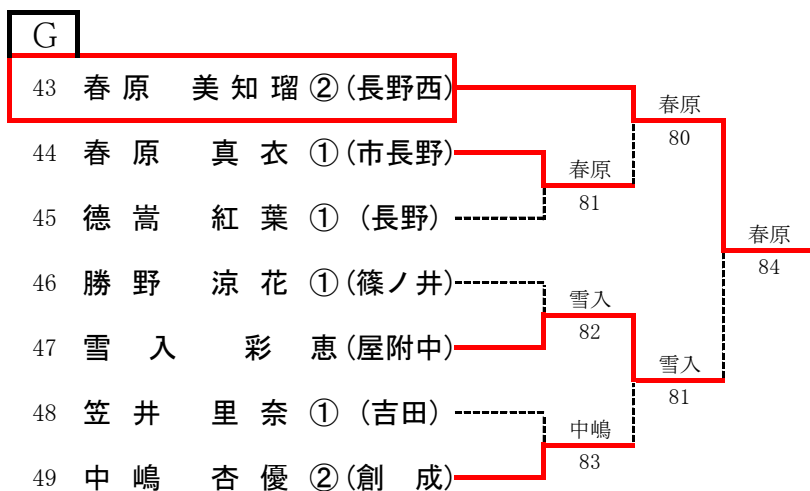 G
43 春原 美知瑠 ② (長野西)
44 春原 真衣 ① (市長野)
45 德嵩 紅葉 ① (長野)
46 勝野 涼花 ① (篠ノ井)
47 雪入 彩恵 (屋附中)
48 笠井 里奈 ① (吉田)
49 中嶋 杏優 ② (創成)
春原
81
雪入
82
中嶋
83
春原
80
雪入
81
春原
84